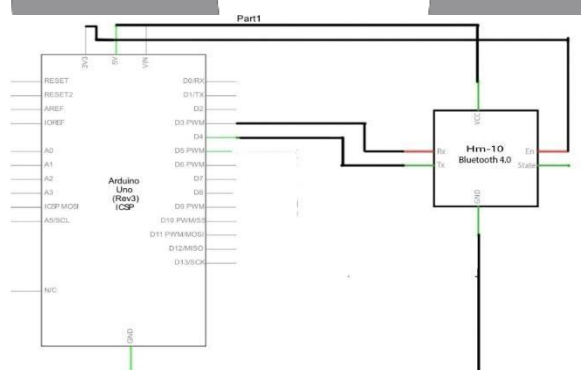 Part1
3V3
5V
VIN
RESET
RESET2
AREF
IOREF
A0
A1
A2
A3
ICSP MOSI
A5/SCL
N/C
Arduino
Uno
(Rev3)
ICSP
D0/RX
D1/TX
D2
D3 PWM
D4
D5 PWM
D6 PWM
D7
D8
D9 PWM
D10 PWM/SS
D11 PWM/MOSI
D12/MISO
D13/SCK
GND
VCC
Rx
Tx
Hm-10
Bluetooth 4.0
En
State
GND